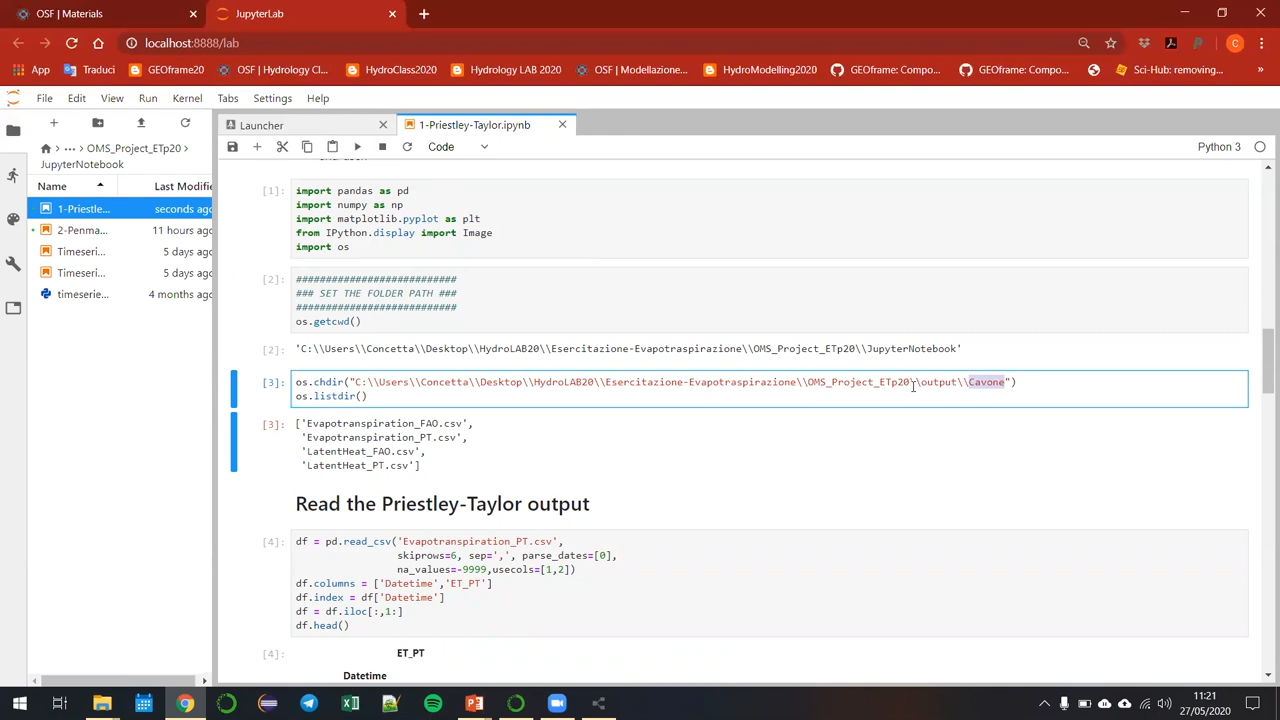 OSF | Materials
JupyterLab
localhost:8888/lab
App
Traduci
GEOframe20
OSF | Hydrology Cl...
HydroClass2020
Hydrology LAB 2020
OSF | Modellazione...
HydroModelling2020
GEOframe: Compo...
GEOframe: Compo...
Sci-Hub: removing...
»
C
File Edit View Run Kernel Tabs Settings Help
Launcher
1-Priestley-Taylor.ipynb
Code
Python 3
/ ··· / OMS_Project_ETp20 /
JupyterNotebook
Name
Last Modifie
1-Priestle... seconds ago
2-Penma... 11 hours ago
Timeseri... 5 days ago
Timeseri... 5 days ago
timeserie... 4 months ago
[1]:
import pandas as pd
import numpy as np
import matplotlib.pyplot as plt
from IPython.display import Image
import os
[2]:
###########################
### SET THE FOLDER PATH ###
###########################
os.getcwd()
[2]:
'C:\\Users\\Concetta\\Desktop\\HydroLAB20\\Esercitazione-Evapotraspirazione\\OMS_Project_ETp20\\JupyterNotebook'
[3]:
os.chdir("C:\\Users\\Concetta\\Desktop\\HydroLAB20\\Esercitazione-Evapotraspirazione\\OMS_Project_ETp20\\output\\Cavone")
os.listdir()
[3]:
['Evapotranspiration_FAO.csv',
'Evapotranspiration_PT.csv',
'LatentHeat_FAO.csv',
'LatentHeat_PT.csv']
Read the Priestley-Taylor output
[4]:
df = pd.read_csv('Evapotranspiration_PT.csv',
skiprows=6, sep=',', parse_dates=[0],
na_values=-9999,usecols=[1,2])
df.columns = ['Datetime','ET_PT']
df.index = df['Datetime']
df = df.iloc[:,1:]
df.head()
[4]:
ET_PT
Datetime
11:21
27/05/2020